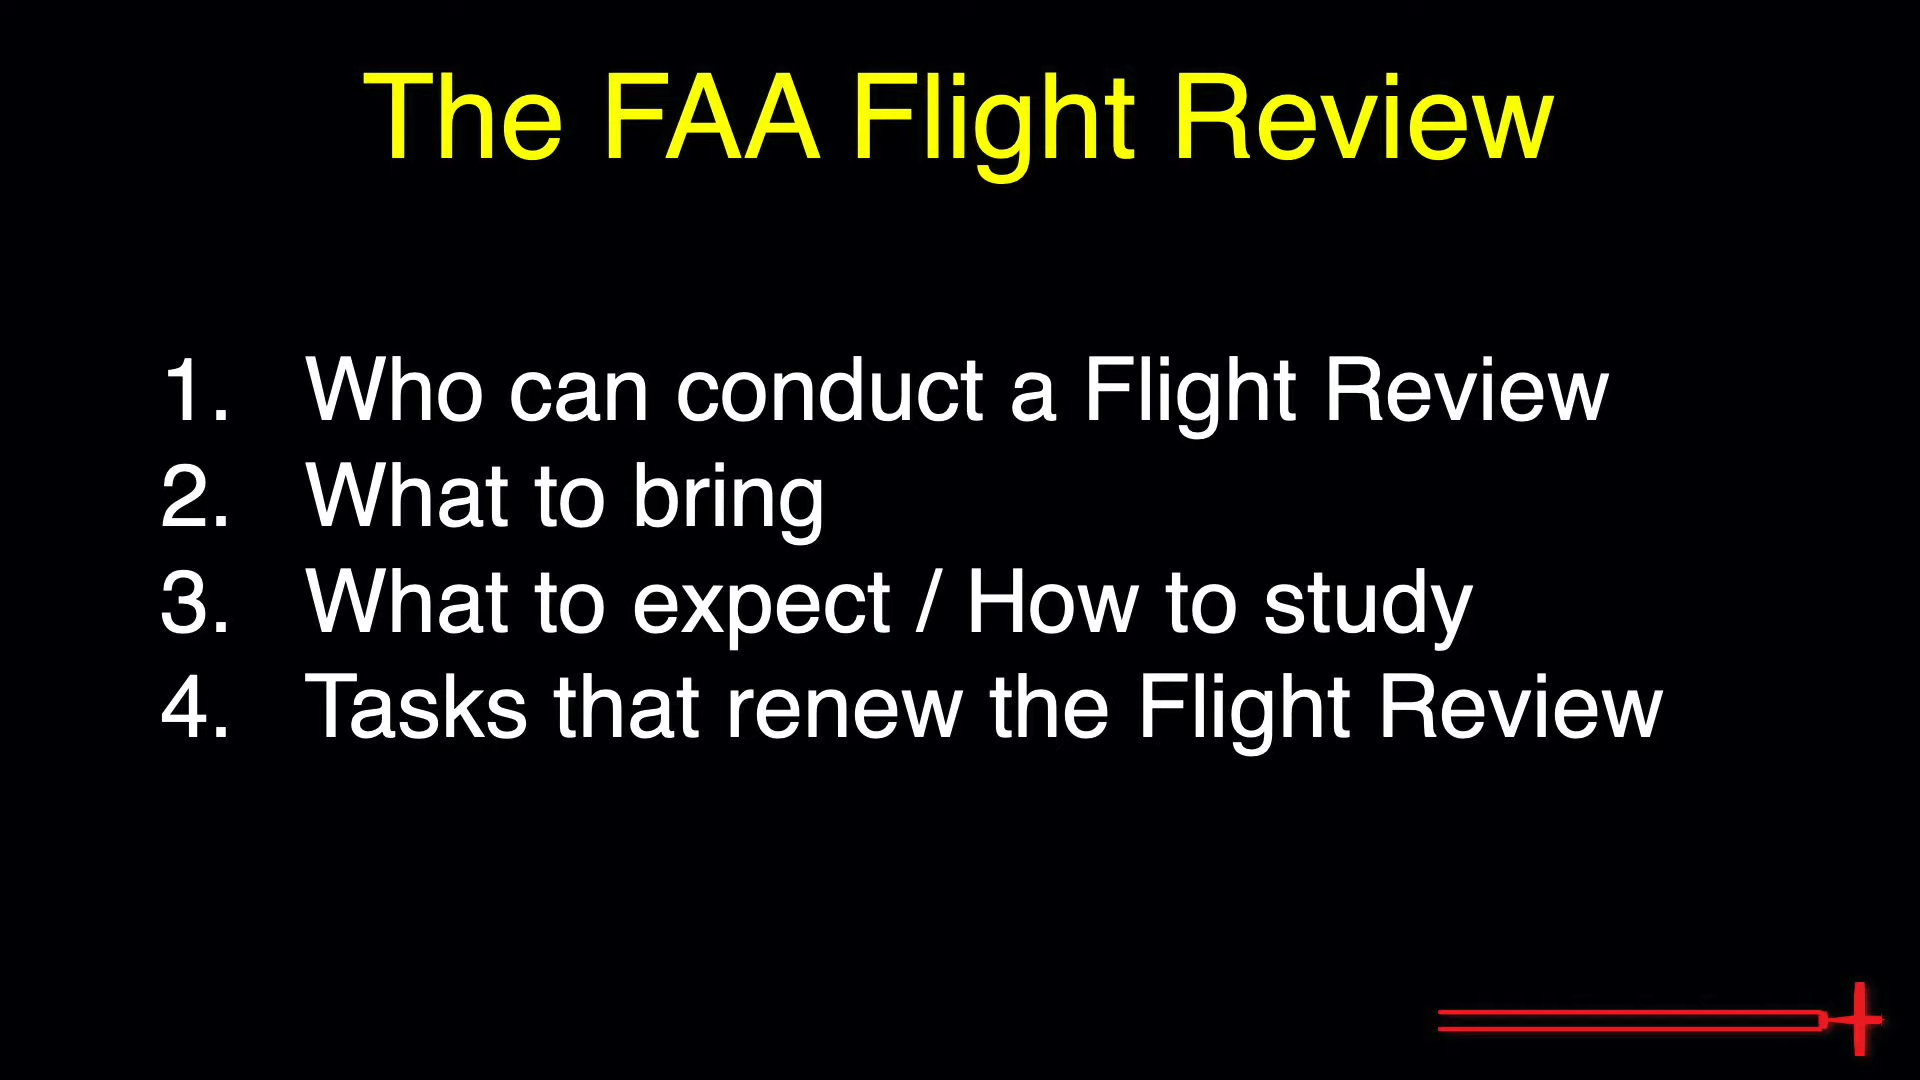 The FAA Flight Review
1. Who can conduct a Flight Review
2. What to bring
3. What to expect / How to study
4. Tasks that renew the Flight Review